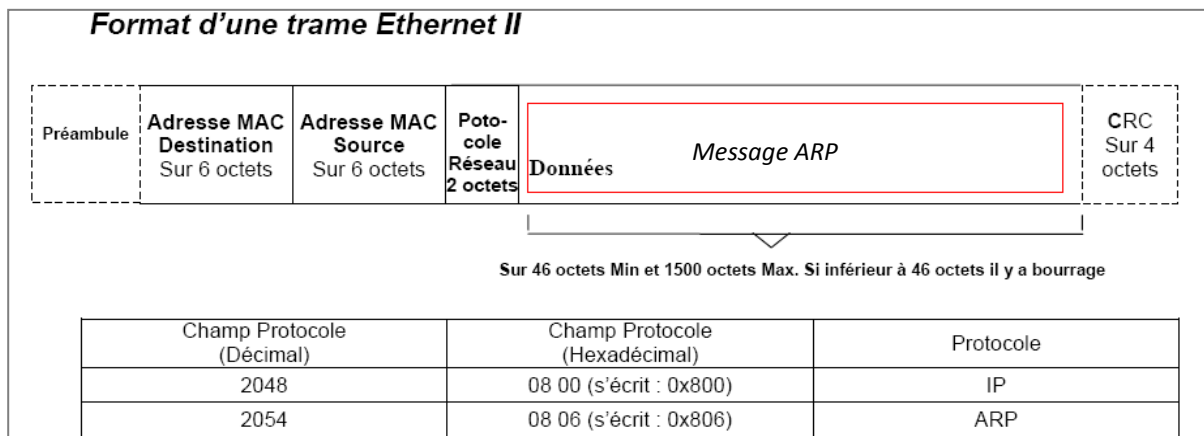 Format d'une trame Ethernet II
Préambule
Adresse MAC
Destination
Sur 6 octets
Adresse MAC
Source
Sur 6 octets
Poto-
cole
Réseau
2 octets
Données
Message ARP
CRC
Sur 4
octets
Sur 46 octets Min et 1500 octets Max. Si inférieur à 46 octets il y a bourrage
Champ Protocole
(Décimal)
Champ Protocole
(Hexadécimal)
Protocole
2048
08 00 (s'écrit : 0x800)
IP
2054
08 06 (s'écrit : 0x806)
ARP